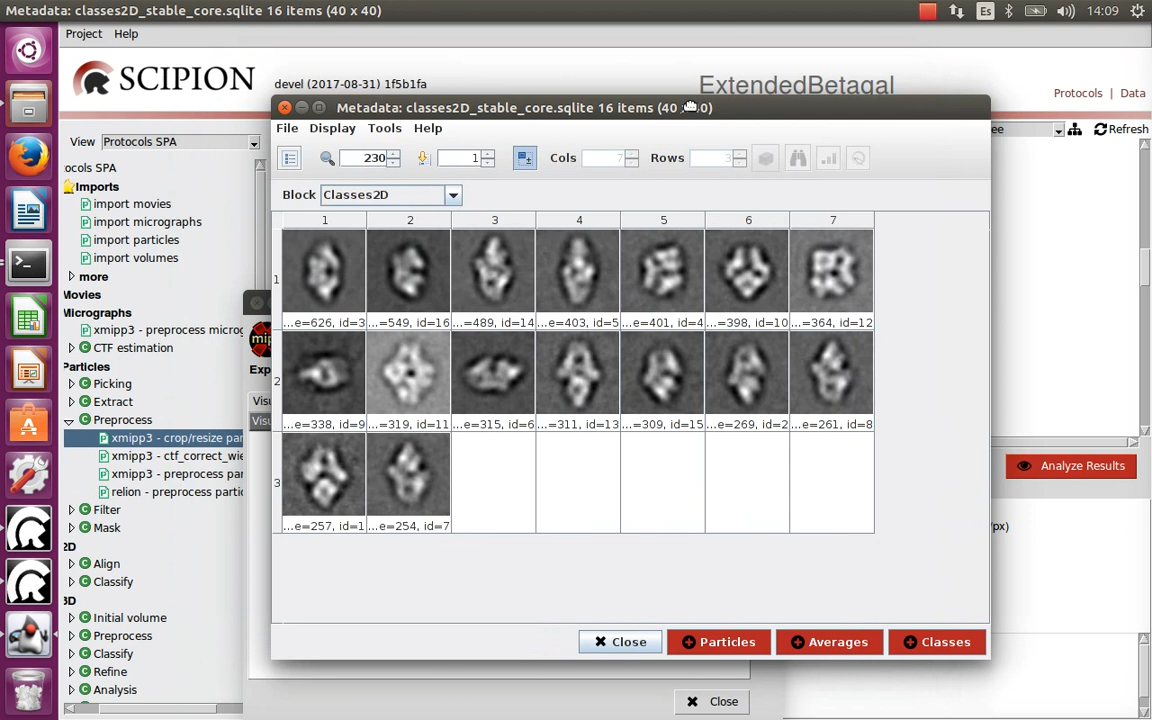 Metadata: classes2D_stable_core.sqlite 16 items (40 x 40)
Es
14:09
Project Help
SCIPION
devel (2017-08-31) 1f5b1fa
ExtendedBetagal
Protocols | Data
View Protocols SPA
Refresh
ocols SPA
Imports
import movies
import micrographs
import particles
import volumes
more
Movies
Micrographs
xmipp3 - preprocess microg
CTF estimation
Particles
Picking
Extract
Preprocess
xmipp3 - crop/resize par
xmipp3 - ctf_correct_wie
xmipp3 - preprocess par
relion - preprocess partic
Filter
Mask
2D
Align
Classify
3D
Initial volume
Preprocess
Classify
Refine
Analysis
Metadata: classes2D_stable_core.sqlite 16 items (40 0)
File Display Tools Help
230
1
Cols 7
Rows 3
Block Classes2D
1 2 3 4 5 6 7
1
...e=626, id=3 ...=549, id=16 ...=489, id=14 ...e=403, id=5 ...e=401, id=4 ...=398, id=10 ...=364, id=12
2
...e=338, id=9 ...=319, id=11 ...e=315, id=6 ...=311, id=13 ...=309, id=15 ...e=269, id=2 ...e=261, id=8
3
...e=257, id=1 ...e=254, id=7
Close Particles Averages Classes
Exp
Close
ee
Analyze Results
/px)